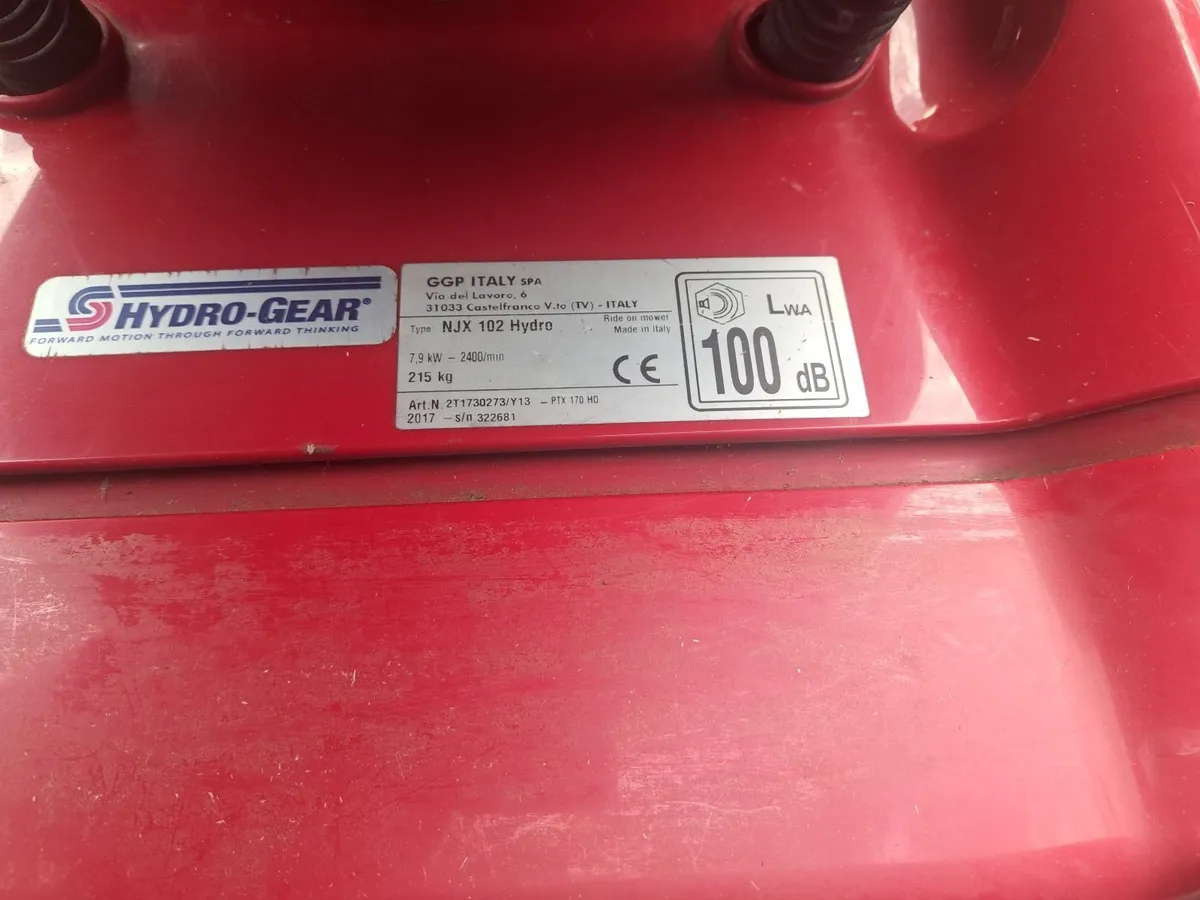 HYDRO-GEAR®
FORWARD MOTION THROUGH FORWARD THINKING
GGP ITALY SPA
Via del Lavoro, 6
31033 Castelfranco V.to (TV) - ITALY
Type NJX 102 Hydro
Ride on mower
Made in Italy
7,9 kW - 2400/min
215 kg
CE
Art.N. 2T1730273/Y13 - PTX 170 HD
2017 - s/n 322681
LWA
100 dB